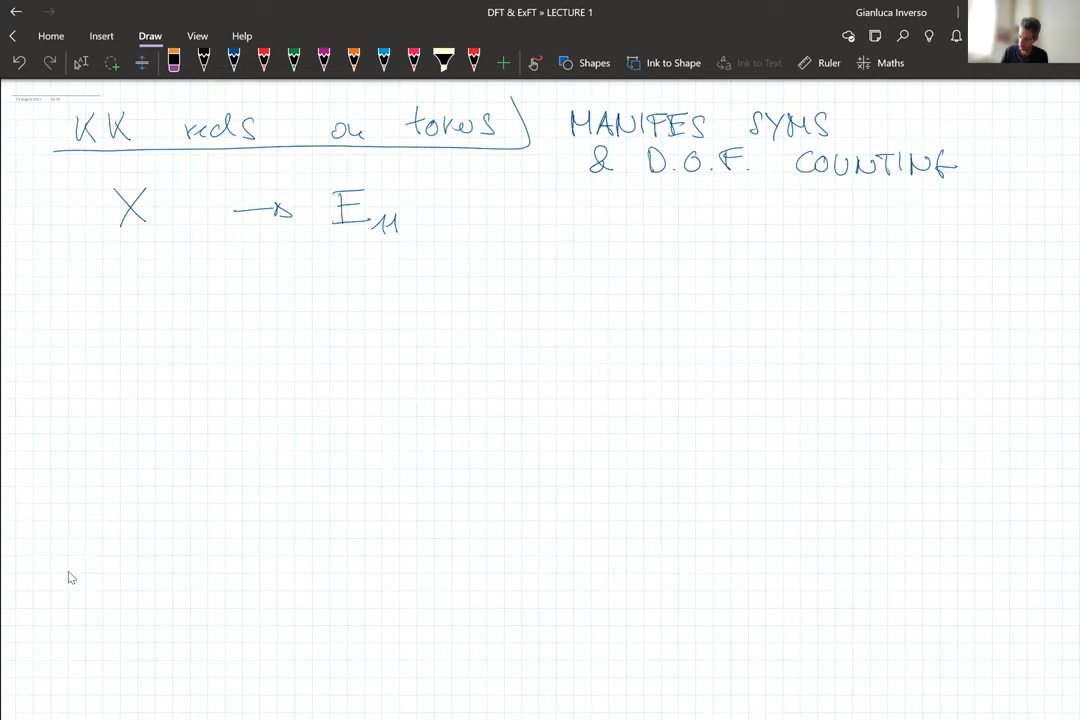 DFT & ExFT » LECTURE 1
Gianluca Inverso
Home Insert Draw View Help
Shapes Ink to Shape Ink to Text Ruler Maths
KK reds on torus
MANIFES SYMS
& D.O.F. COUNTING
X → E11